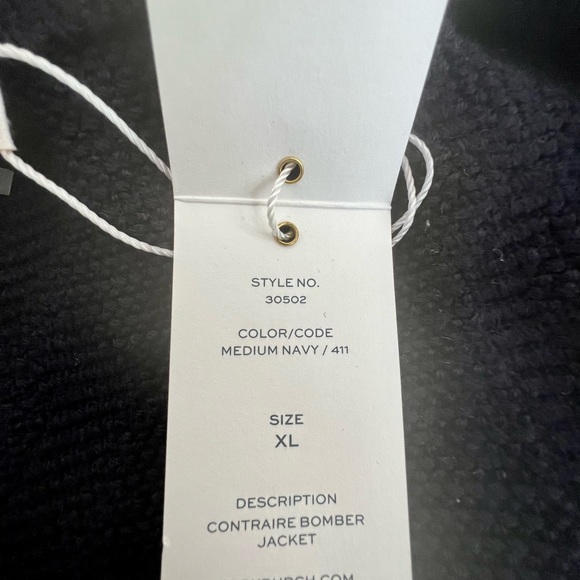 STYLE NO.
30502
COLOR/CODE
MEDIUM NAVY / 411
SIZE
XL
DESCRIPTION
CONTRAIRE BOMBER
JACKET